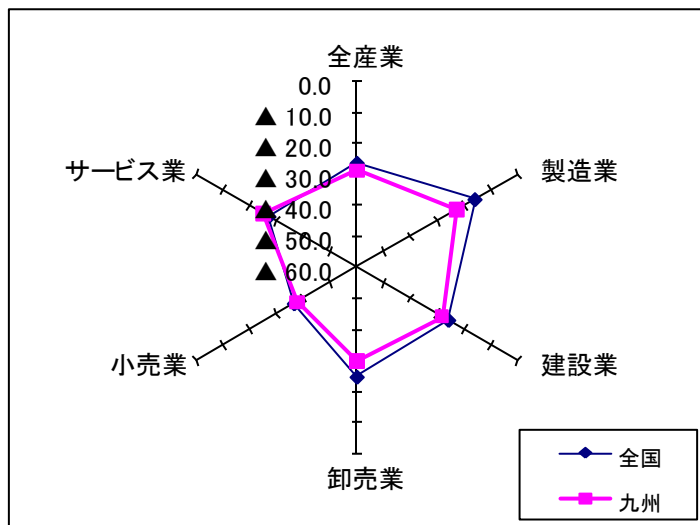 全産業
0.0
▲ 10.0
▲ 20.0
▲ 30.0
▲ 40.0
▲ 50.0
▲ 60.0
サービス業
製造業
小売業
建設業
卸売業
全国
九州